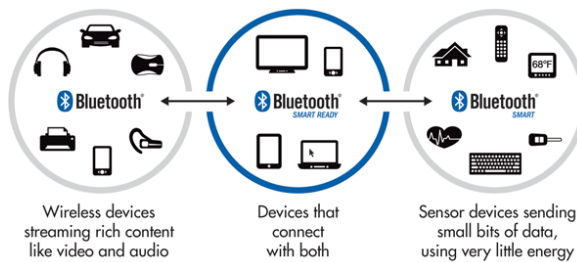 68°F
Bluetooth®
Bluetooth®
SMART READY
Bluetooth®
SMART
Wireless devices
streaming rich content
like video and audio
Devices that
connect
with both
Sensor devices sending
small bits of data,
using very little energy